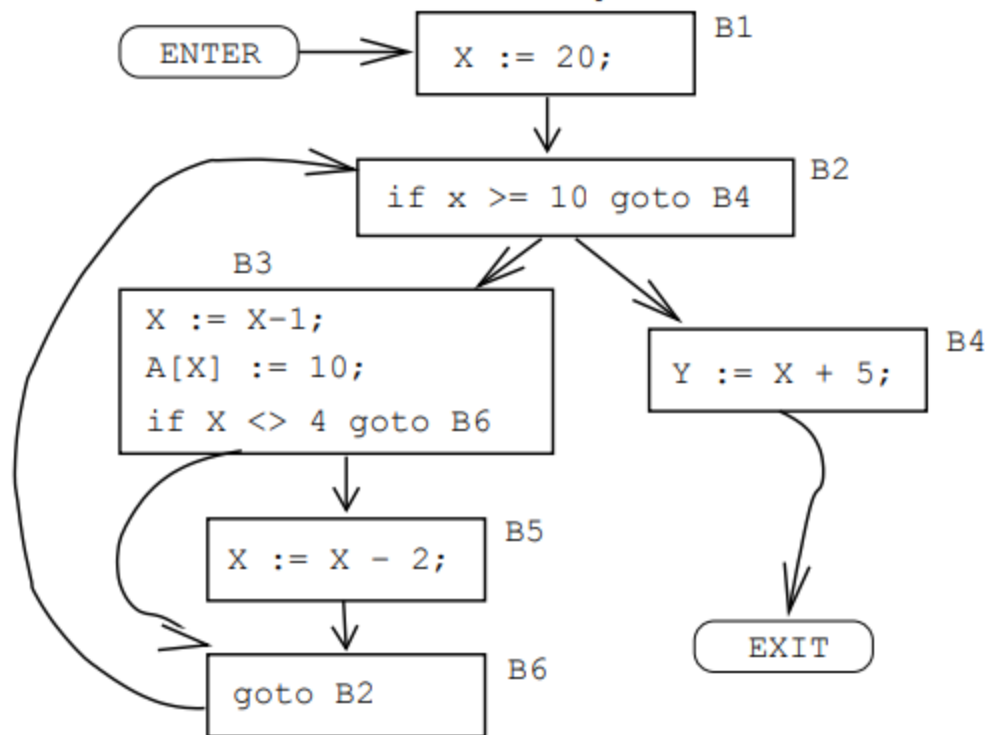 B1
ENTER
X := 20;
B2
if x >= 10 goto B4
B3
X := X-1;
A[X] := 10;
if X <> 4 goto B6
B4
Y := X + 5;
B5
X := X - 2;
EXIT
B6
goto B2